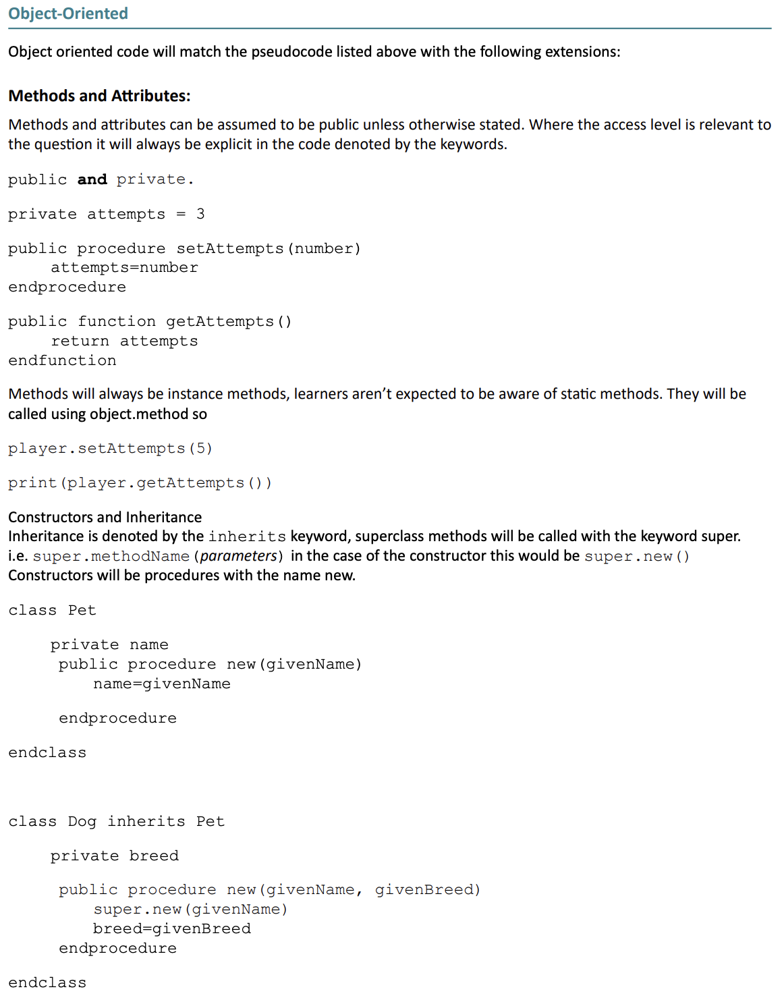 Object-Oriented
Object oriented code will match the pseudocode listed above with the following extensions:
Methods and Attributes:
Methods and attributes can be assumed to be public unless otherwise stated. Where the access level is relevant to
the question it will always be explicit in the code denoted by the keywords.
public and private.
private attempts = 3
public procedure setAttempts(number)
attempts=number
endprocedure
public function getAttempts()
return attempts
endfunction
Methods will always be instance methods, learners aren’t expected to be aware of static methods. They will be
called using object.method so
player.setAttempts(5)
print(player.getAttempts())
Constructors and Inheritance
Inheritance is denoted by the inherits keyword, superclass methods will be called with the keyword super.
i.e. super.methodName(parameters) in the case of the constructor this would be super.new()
Constructors will be procedures with the name new.
class Pet
private name
public procedure new(givenName)
name=givenName
endprocedure
endclass
class Dog inherits Pet
private breed
public procedure new(givenName, givenBreed)
super.new(givenName)
breed=givenBreed
endprocedure
endclass